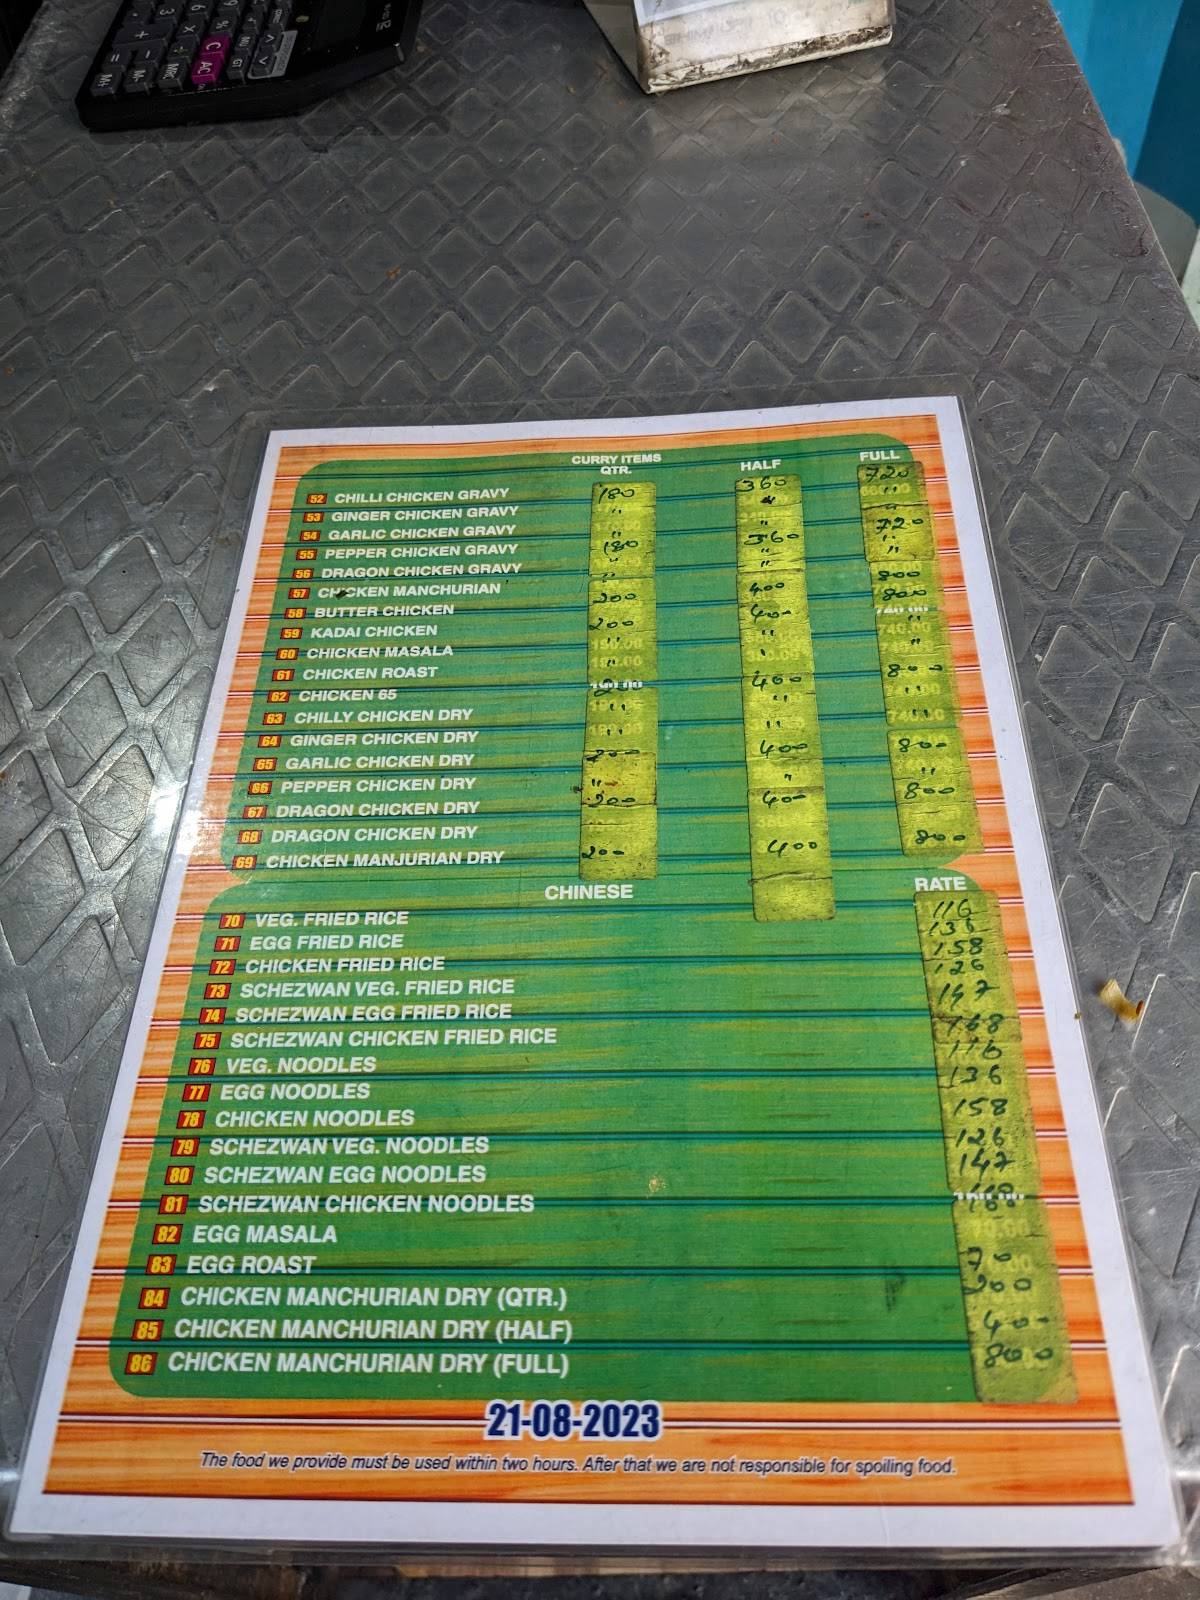 CURRY ITEMS
QTR. HALF FULL
52 CHILLI CHICKEN GRAVY 180 360 720
53 GINGER CHICKEN GRAVY " " "
54 GARLIC CHICKEN GRAVY " " "
55 PEPPER CHICKEN GRAVY 180 360 720
56 DRAGON CHICKEN GRAVY " " "
57 CHICKEN MANCHURIAN 200 400 800
58 BUTTER CHICKEN 200 400 800
59 KADAI CHICKEN
60 CHICKEN MASALA
61 CHICKEN ROAST 400 800
62 CHICKEN 65
63 CHILLY CHICKEN DRY " " "
64 GINGER CHICKEN DRY 200 400 800
65 GARLIC CHICKEN DRY " " "
66 PEPPER CHICKEN DRY 200 400 800
67 DRAGON CHICKEN DRY
68 DRAGON CHICKEN DRY
69 CHICKEN MANJURIAN DRY 200 400 800
CHINESE RATE
70 VEG. FRIED RICE 116
71 EGG FRIED RICE 136
72 CHICKEN FRIED RICE 158
73 SCHEZWAN VEG. FRIED RICE 126
74 SCHEZWAN EGG FRIED RICE 147
75 SCHEZWAN CHICKEN FRIED RICE 168
76 VEG. NOODLES 116
77 EGG NOODLES 136
78 CHICKEN NOODLES 158
79 SCHEZWAN VEG. NOODLES 126
80 SCHEZWAN EGG NOODLES 147
81 SCHEZWAN CHICKEN NOODLES
82 EGG MASALA
83 EGG ROAST 70
84 CHICKEN MANCHURIAN DRY (QTR.) 200
85 CHICKEN MANCHURIAN DRY (HALF) 400
86 CHICKEN MANCHURIAN DRY (FULL) 800
21-08-2023
The food we provide must be used within two hours. After that we are not responsible for spoiling food.